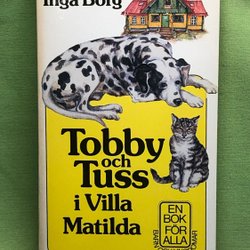 Inga Borg
Tobby
och
Tuss
i Villa
Matilda
EN
BOK
FÖR
ALLA